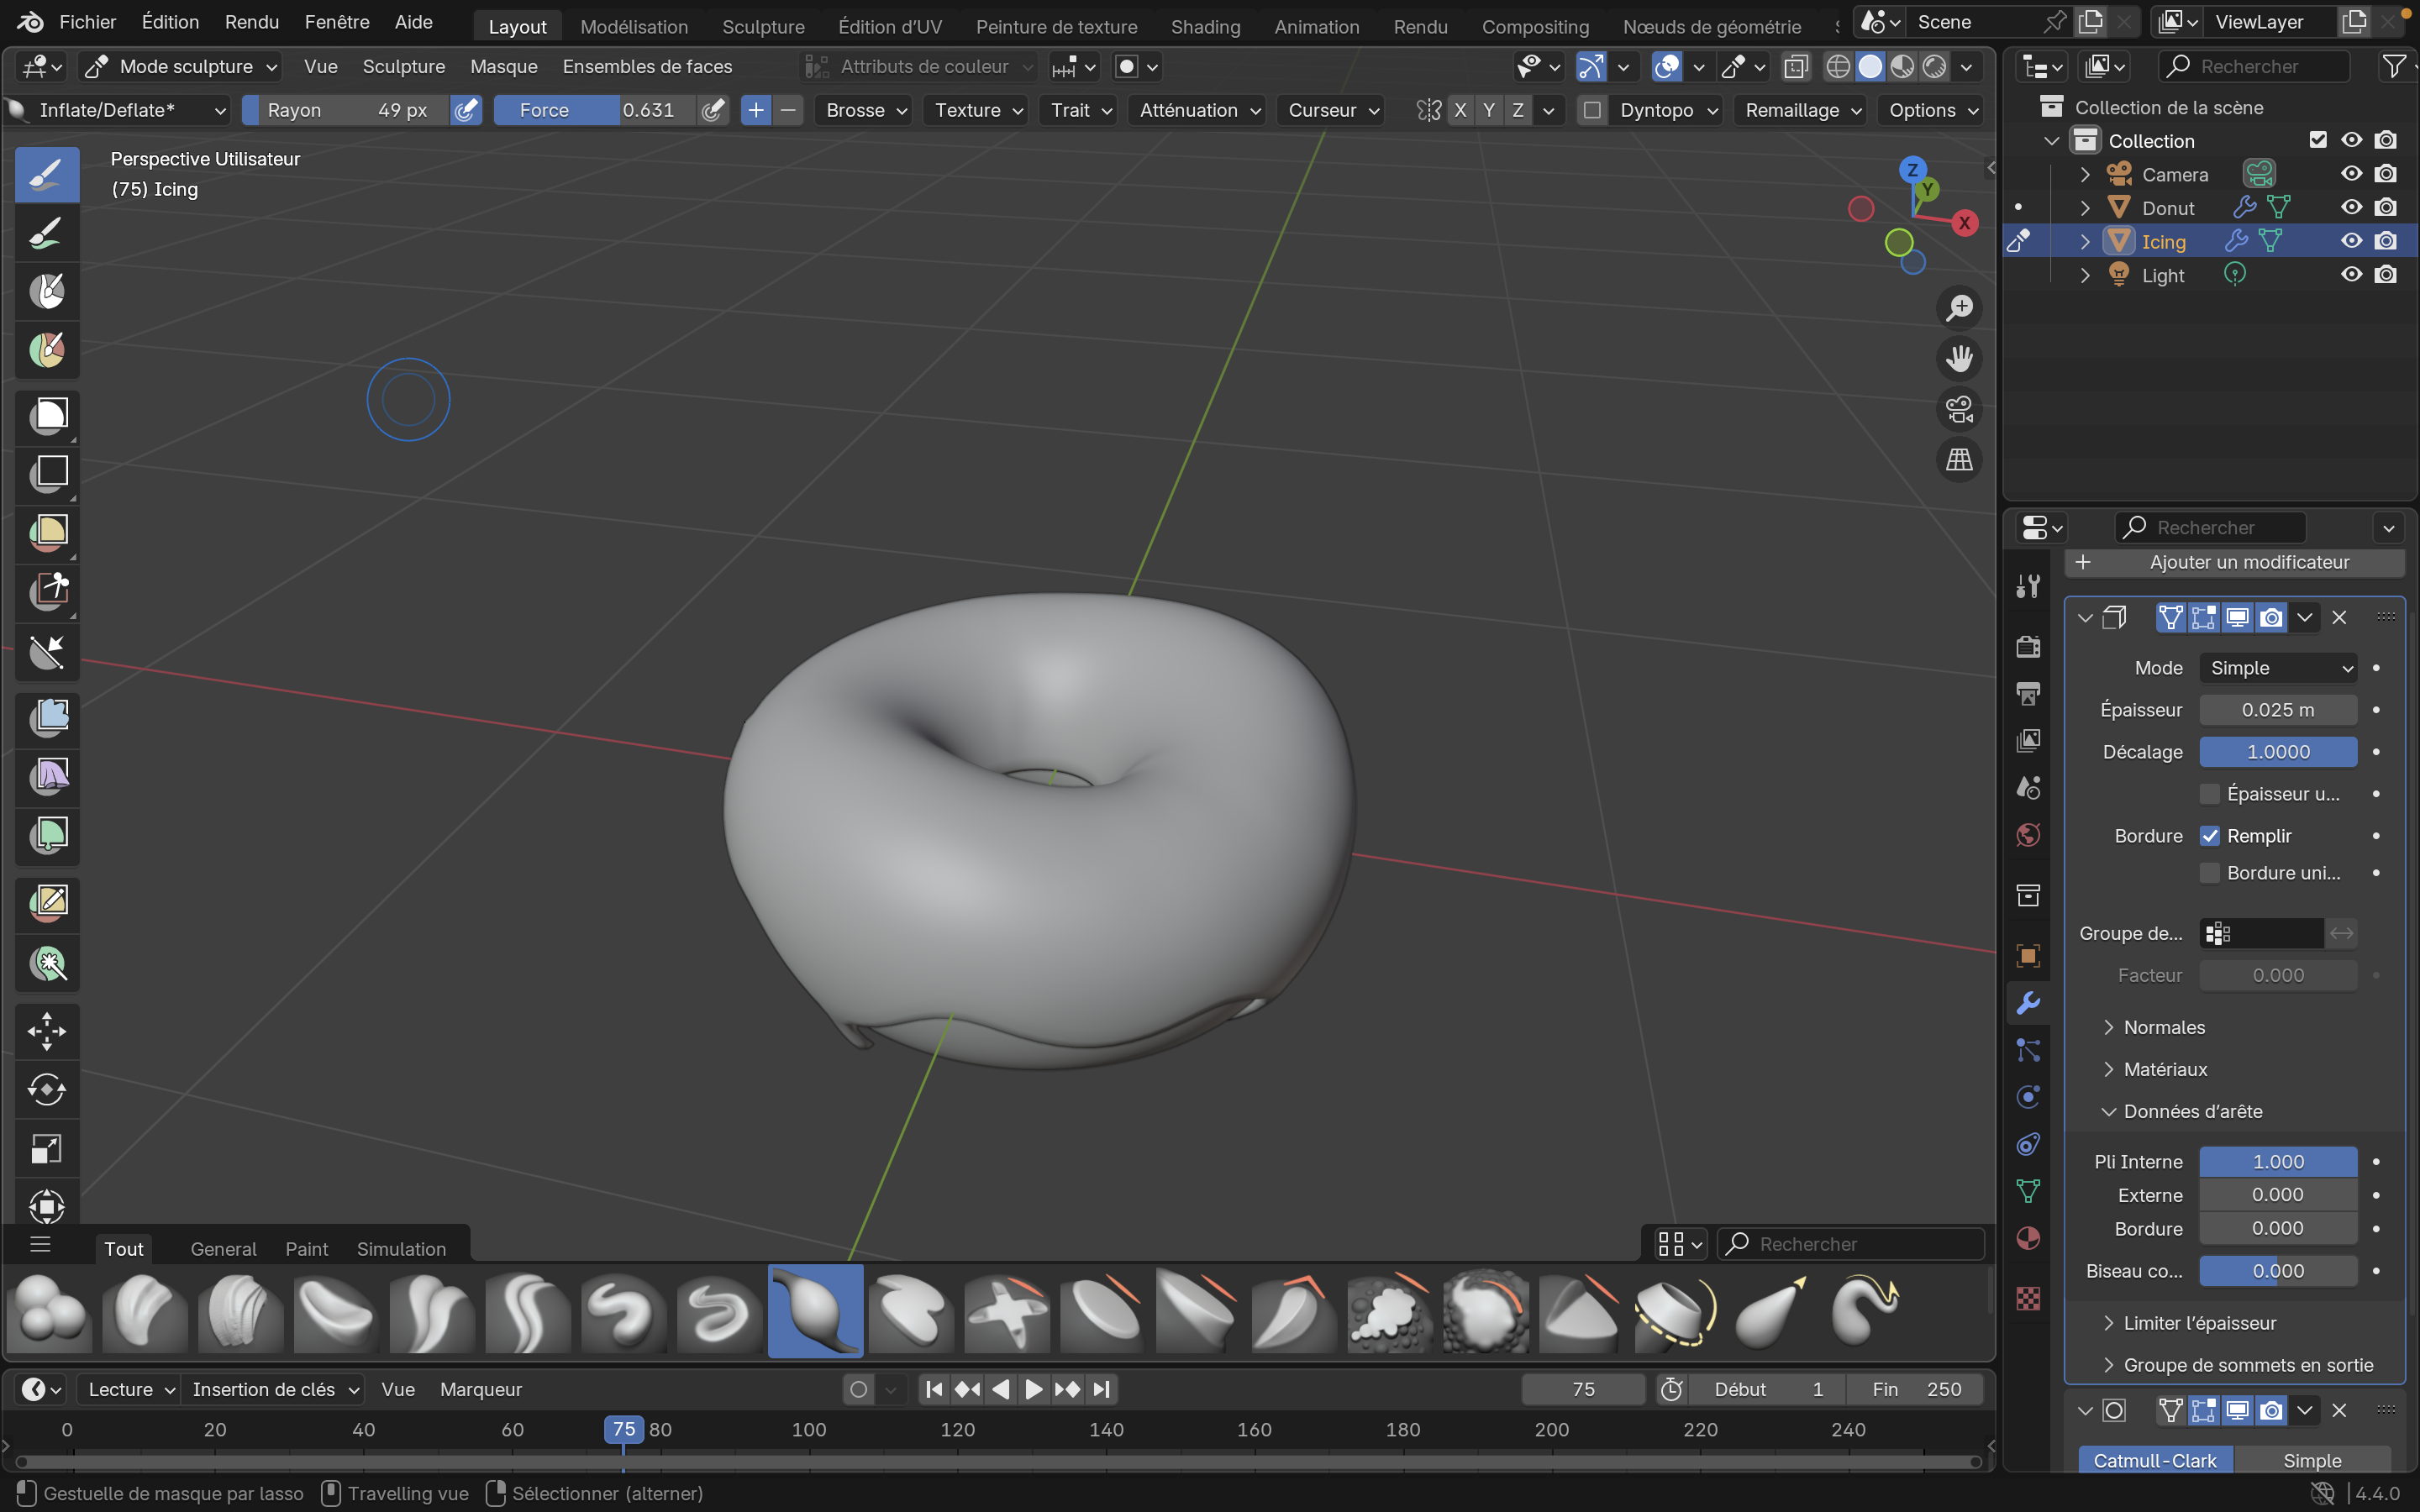 Fichier Édition Rendu Fenêtre Aide Layout Modélisation Sculpture Édition d'UV Peinture de texture Shading Animation Rendu Compositing Nœuds de géométrie Scene ViewLayer
Mode sculpture Vue Sculpture Masque Ensembles de faces Attributs de couleur Rechercher
Inflate/Deflate* Rayon 49 px Force 0.631 + − Brosse Texture Trait Atténuation Curseur X Y Z Dyntopo Remaillage Options
Perspective Utilisateur
(75) Icing
Z
Y
X
Collection de la scène
Collection
Camera
Donut
Icing
Light
Rechercher
Ajouter un modificateur
Mode Simple
Épaisseur 0.025 m
Décalage 1.0000
Épaisseur u...
Bordure Remplir
Bordure uni...
Groupe de...
Facteur 0.000
Normales
Matériaux
Données d'arête
Pli Interne 1.000
Externe 0.000
Bordure 0.000
Biseau co... 0.000
Limiter l'épaisseur
Groupe de sommets en sortie
Catmull-Clark Simple
Tout General Paint Simulation Rechercher
Lecture Insertion de clés Vue Marqueur 75 Début 1 Fin 250
0 20 40 60 75 80 100 120 140 160 180 200 220 240
Gestuelle de masque par lasso Travelling vue Sélectionner (alterner) 4.4.0